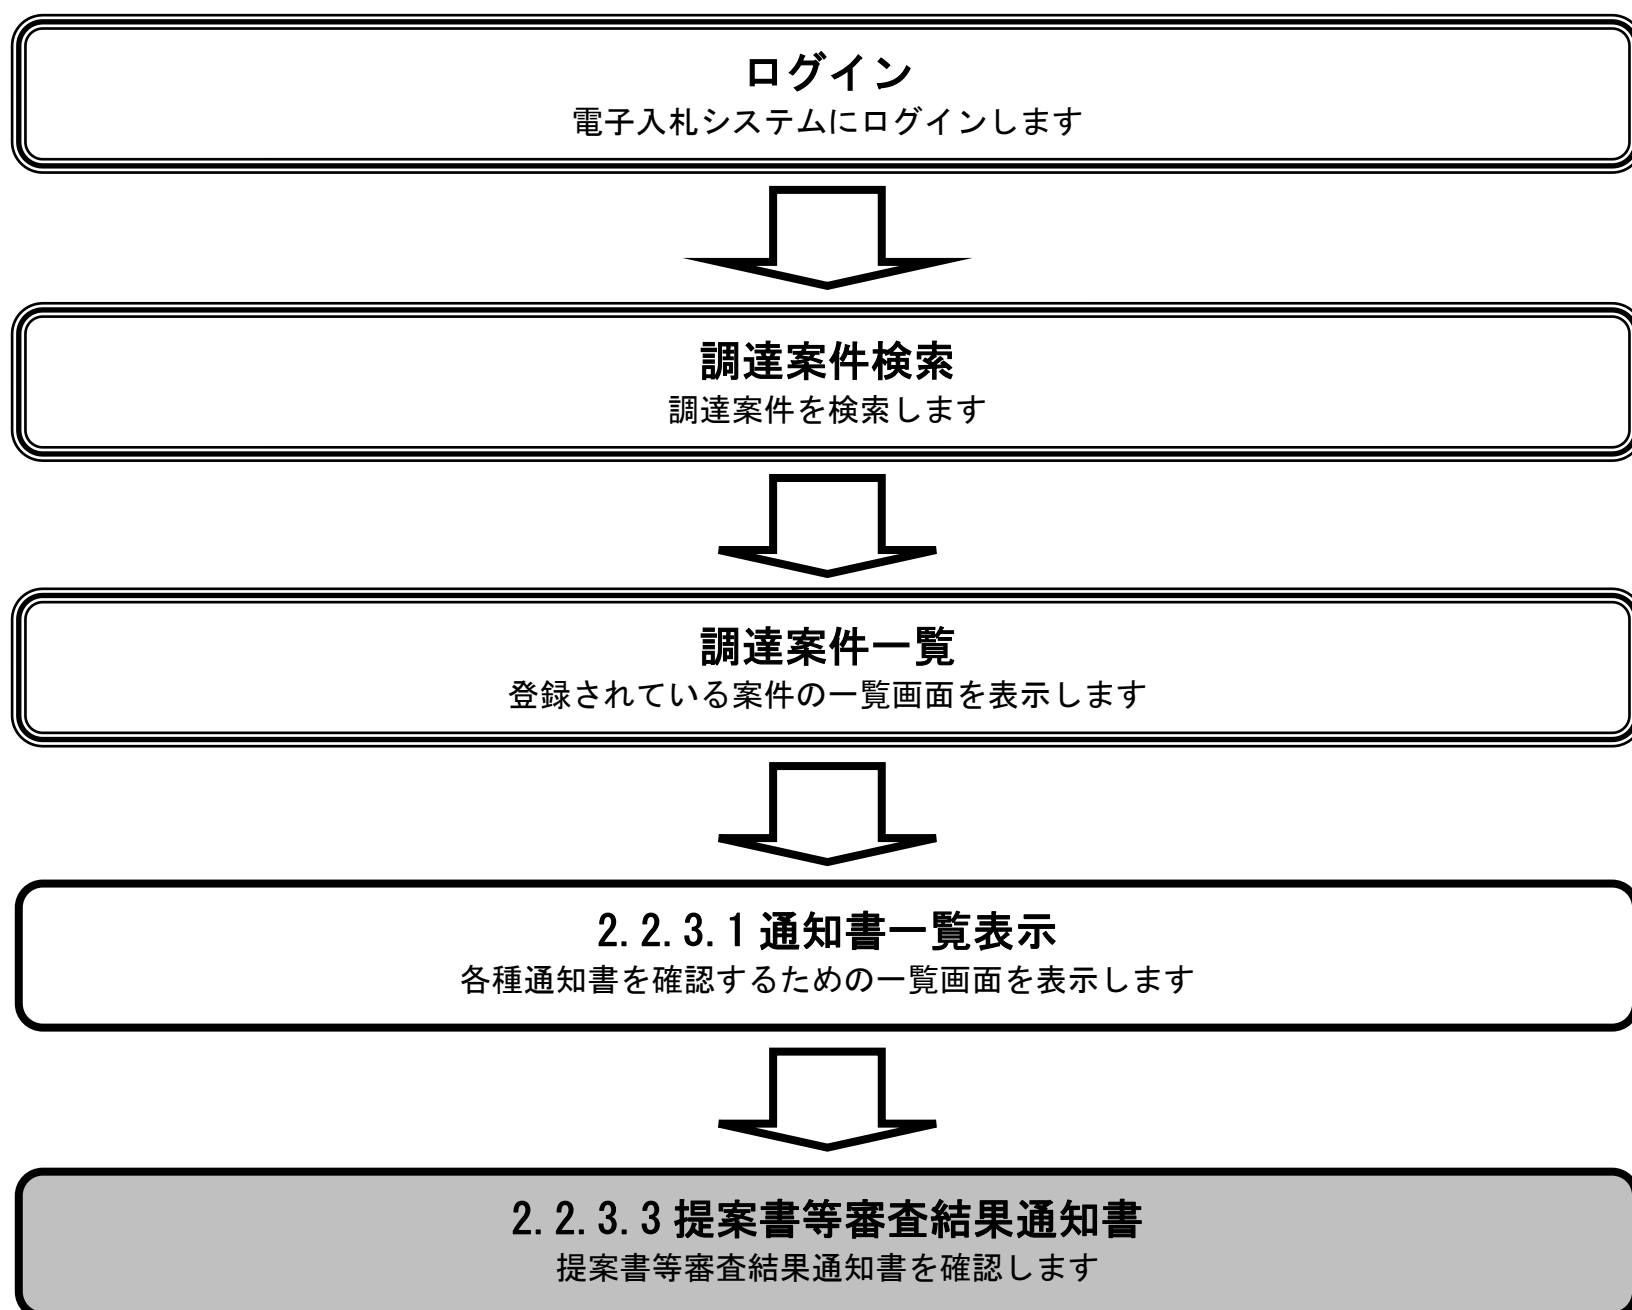 ログイン
電子入札システムにログインします
調達案件検索
調達案件を検索します
調達案件一覧
登録されている案件の一覧画面を表示します
2.2.3.1 通知書一覧表示
各種通知書を確認するための一覧画面を表示します
2.2.3.3 提案書等審査結果通知書
提案書等審査結果通知書を確認します